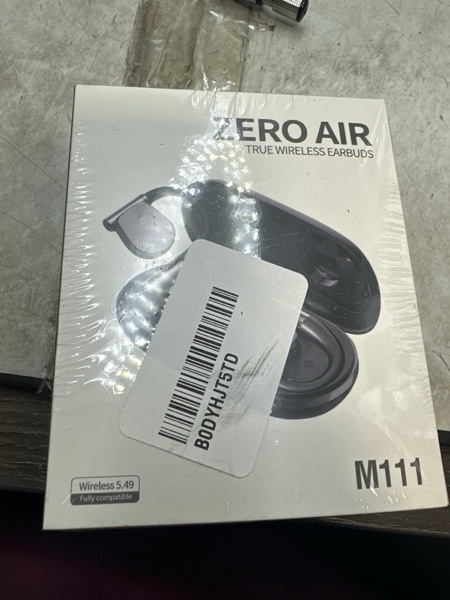 ZERO AIR
TRUE WIRELESS EARBUDS
B0DYHJT5TD
M111
Wireless 5.49
Fully compatible